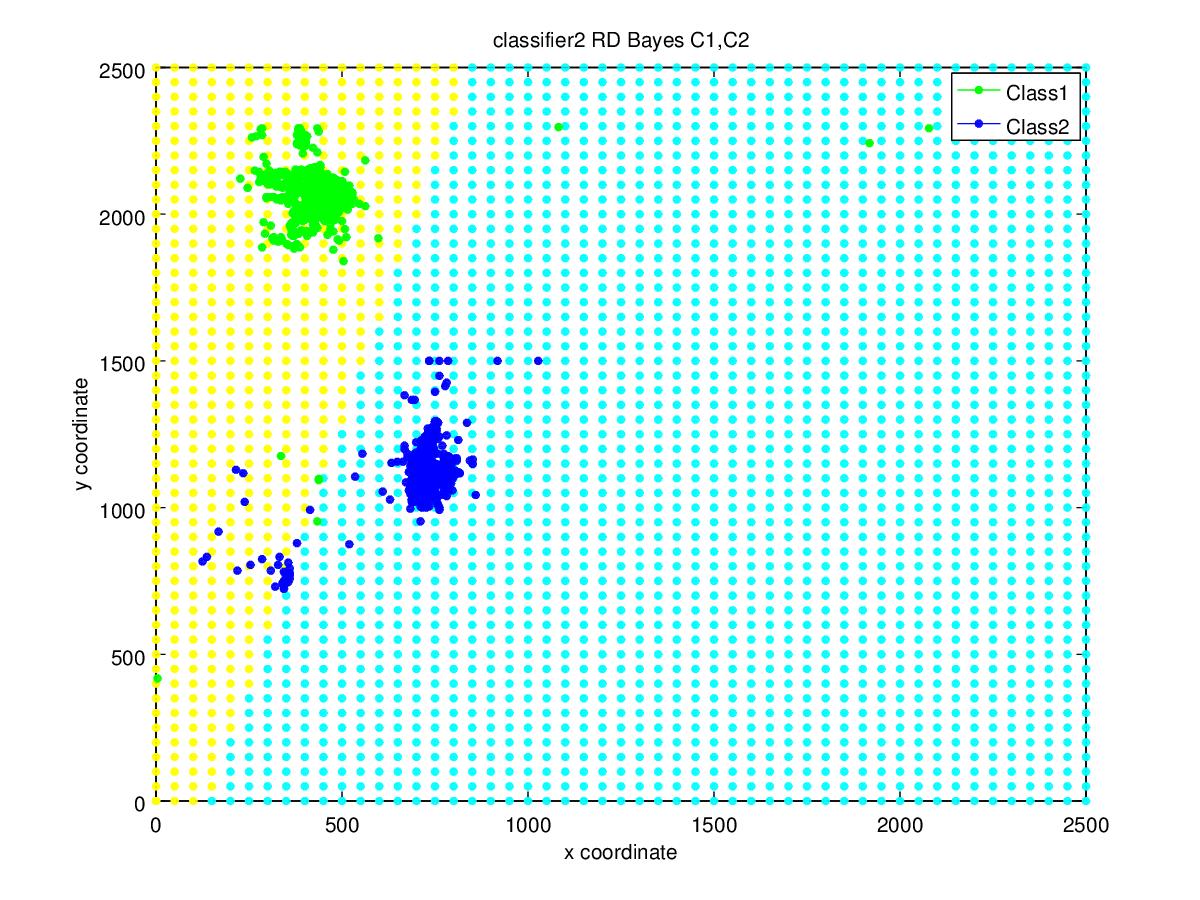 classifier2 RD Bayes C1,C2
2500
Class1
Class2
2000
1500
y coordinate
1000
500
0
0 500 1000 1500 2000 2500
x coordinate